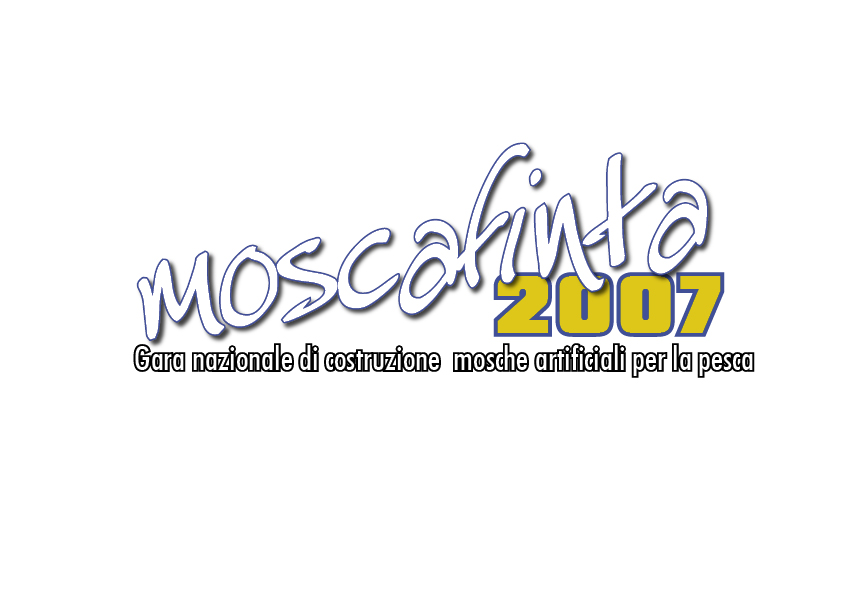 moscafinta
2007
Gara nazionale di costruzione mosche artificiali per la pesca